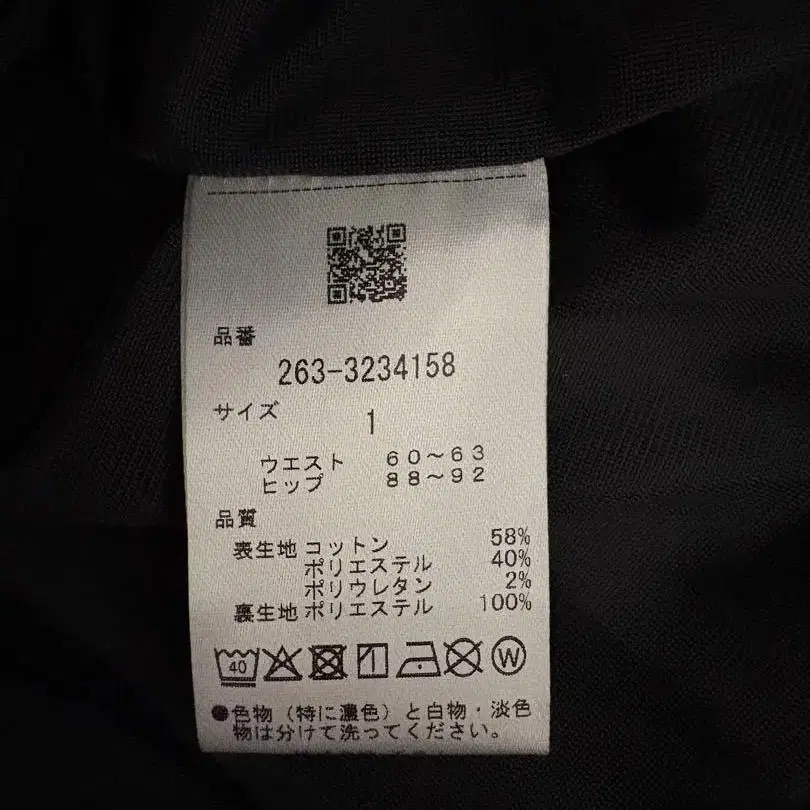 品番
263-3234158
サイズ
1
ウエスト 60～63
ヒップ 88～92
品質
表生地 コットン 58%
ポリエステル 40%
ポリウレタン 2%
裏生地 ポリエステル 100%
40 W
●色物（特に濃色）と白物・淡色
物は分けて洗ってください。